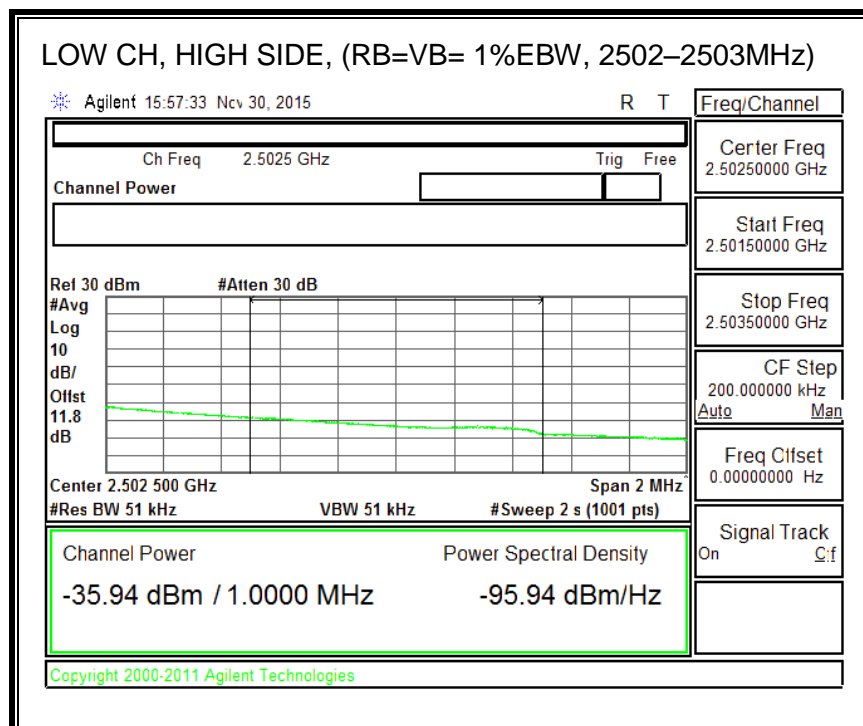 LOW CH, HIGH SIDE, (RB=VB= 1%EBW, 2502–2503MHz)
Agilent 15:57:33 Nov 30, 2015 R T
Freq/Channel
Ch Freq 2.5025 GHz Trig Free
Channel Power
Center Freq
2.50250000 GHz
Start Freq
2.50150000 GHz
Stop Freq
2.50350000 GHz
CF Step
200.000000 kHz
Auto Man
Freq Offset
0.00000000 Hz
Signal Track
On Off
Ref 30 dBm #Atten 30 dB
#Avg
Log
10
dB/
Offst
11.8
dB
Center 2.502 500 GHz Span 2 MHz
#Res BW 51 kHz VBW 51 kHz #Sweep 2 s (1001 pts)
Channel Power Power Spectral Density
-35.94 dBm / 1.0000 MHz -95.94 dBm/Hz
Copyright 2000-2011 Agilent Technologies